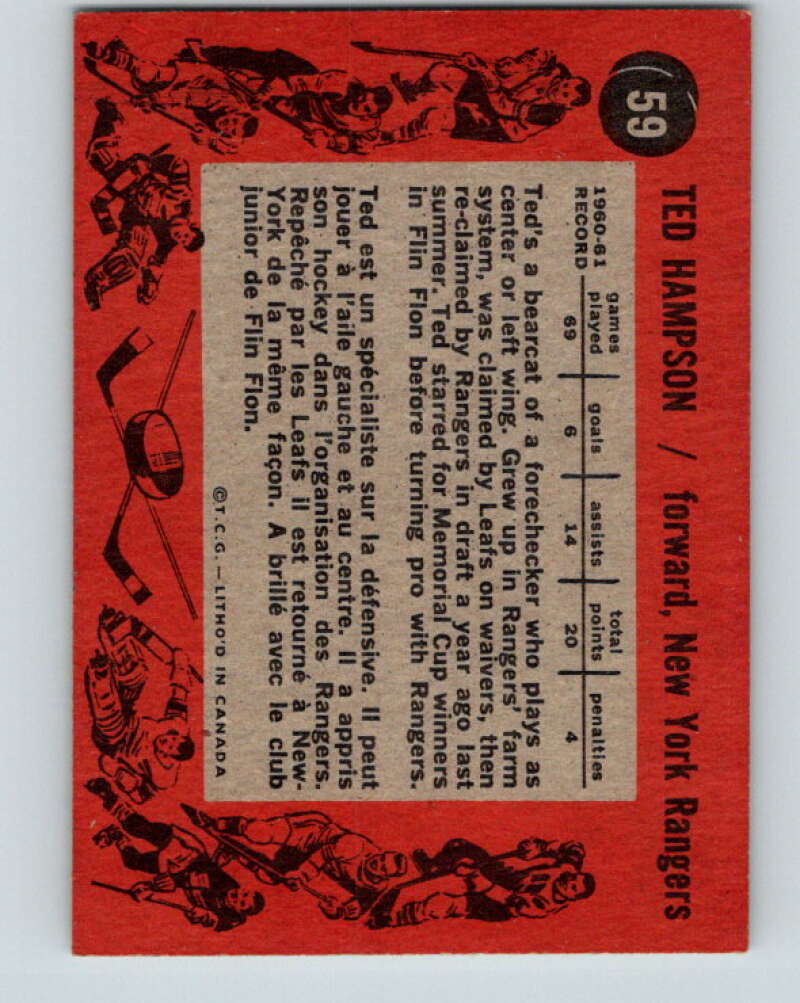 59
TED HAMPSON / forward, New York Rangers
1960-61 RECORD
games played goals assists total points penalties
69 6 14 20 4
Ted's a bearcat of a forechecker who plays as
center or left wing. Grew up in Rangers' farm
system, was claimed by Leafs on waivers, then
re-claimed by Rangers in draft a year ago last
summer. Ted starred for Memorial Cup winners
in Flin Flon before turning pro with Rangers.
Ted est un spécialiste sur la défensive. Il peut
jouer à l'aile gauche et au centre. Il a appris
son hockey dans l'organisation des Rangers.
Repêché par les Leafs il est retourné à New-
York de la même façon. A brillé avec le club
junior de Flin Flon.
©T.C.G. — LITHO'D IN CANADA